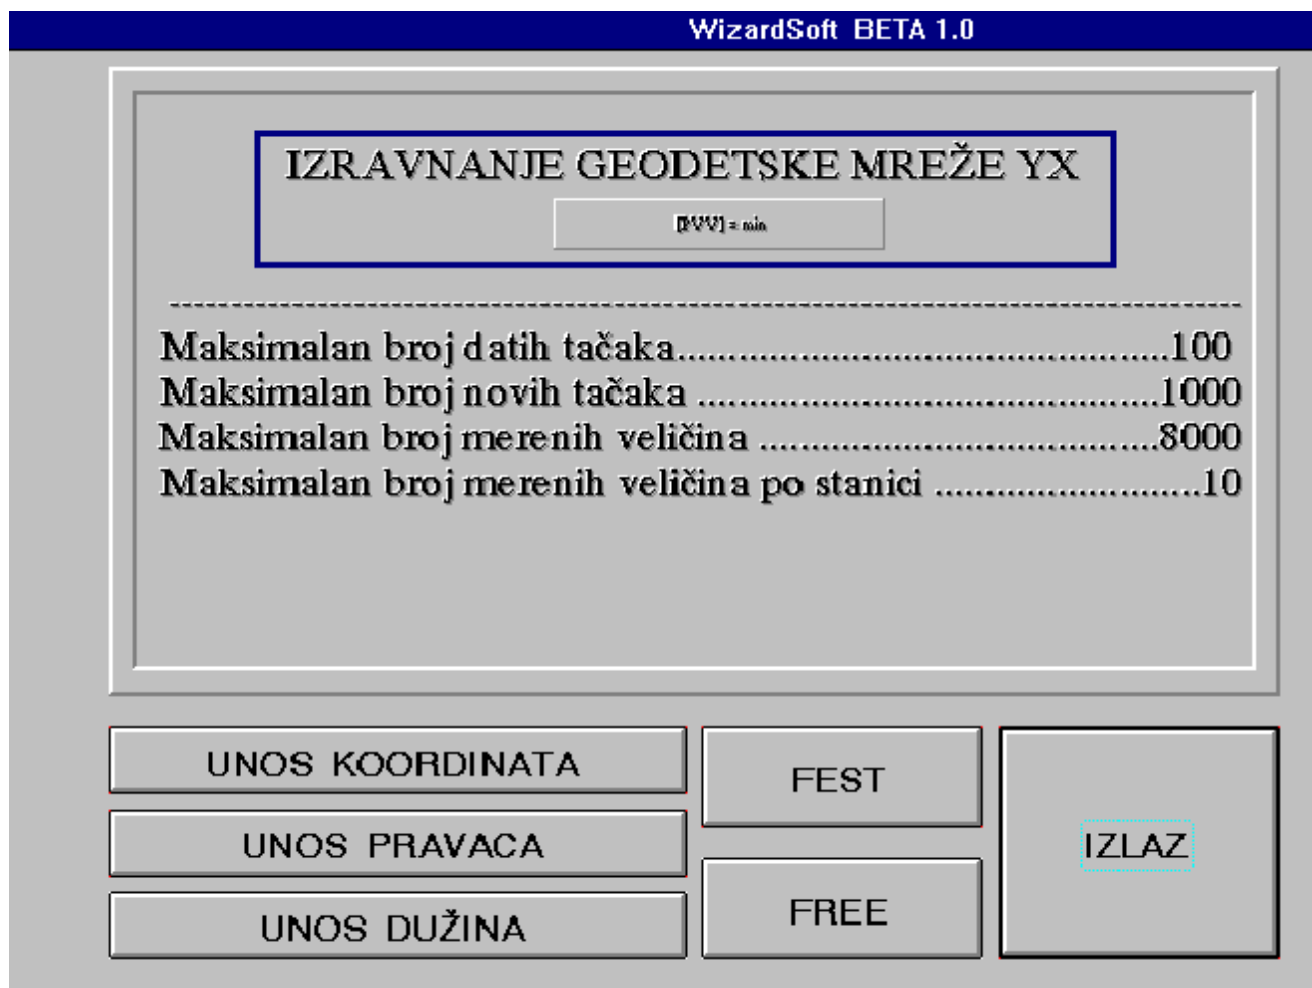 WizardSoft BETA 1.0
IZRAVNANJE GEODETSKE MREŽE YX
[PVV] = min
--------------------------------------------------------------------------------------
Maksimalan broj datih tačaka................................................100
Maksimalan broj novih tačaka .............................................1000
Maksimalan broj merenih veličina .......................................8000
Maksimalan broj merenih veličina po stanici ..........................10
UNOS KOORDINATA
UNOS PRAVACA
UNOS DUŽINA
FEST
FREE
IZLAZ